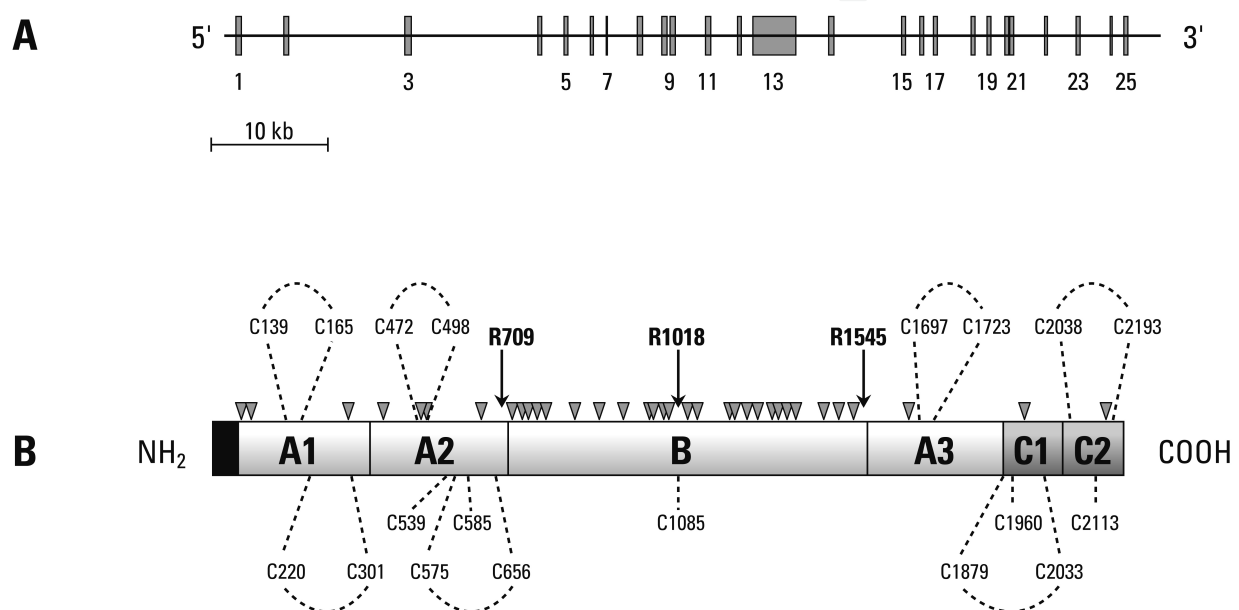 A 5' 3'
1 3 5 7 9 11 13 15 17 19 21 23 25
10 kb
C139 C165 C472 C498 R709 R1018 R1545 C1697 C1723 C2038 C2193
B NH₂ A1 A2 B A3 C1 C2 COOH
C539 C585 C1085 C1960 C2113
C220 C301 C575 C656 C1879 C2033